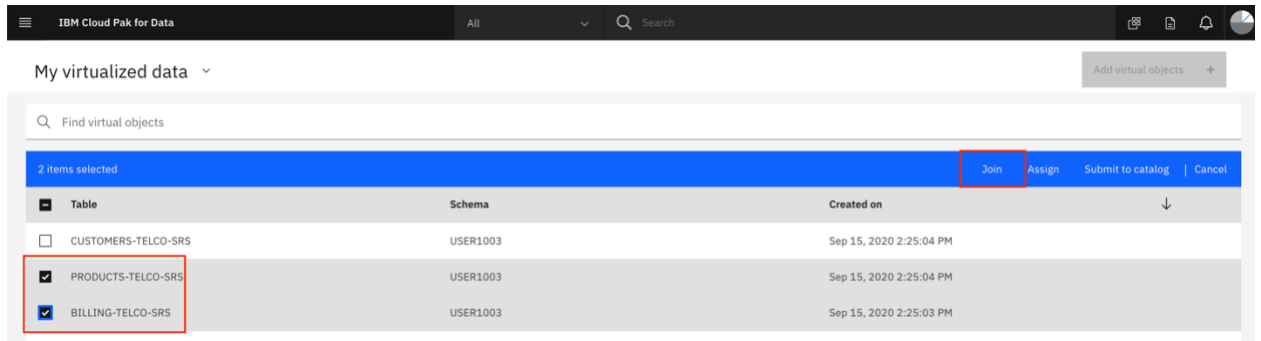 IBM Cloud Pak for Data All Search
My virtualized data Add virtual objects +
Find virtual objects
2 items selected Join Assign Submit to catalog | Cancel
Table Schema Created on
CUSTOMERS-TELCO-SRS USER1003 Sep 15, 2020 2:25:04 PM
PRODUCTS-TELCO-SRS USER1003 Sep 15, 2020 2:25:04 PM
BILLING-TELCO-SRS USER1003 Sep 15, 2020 2:25:03 PM